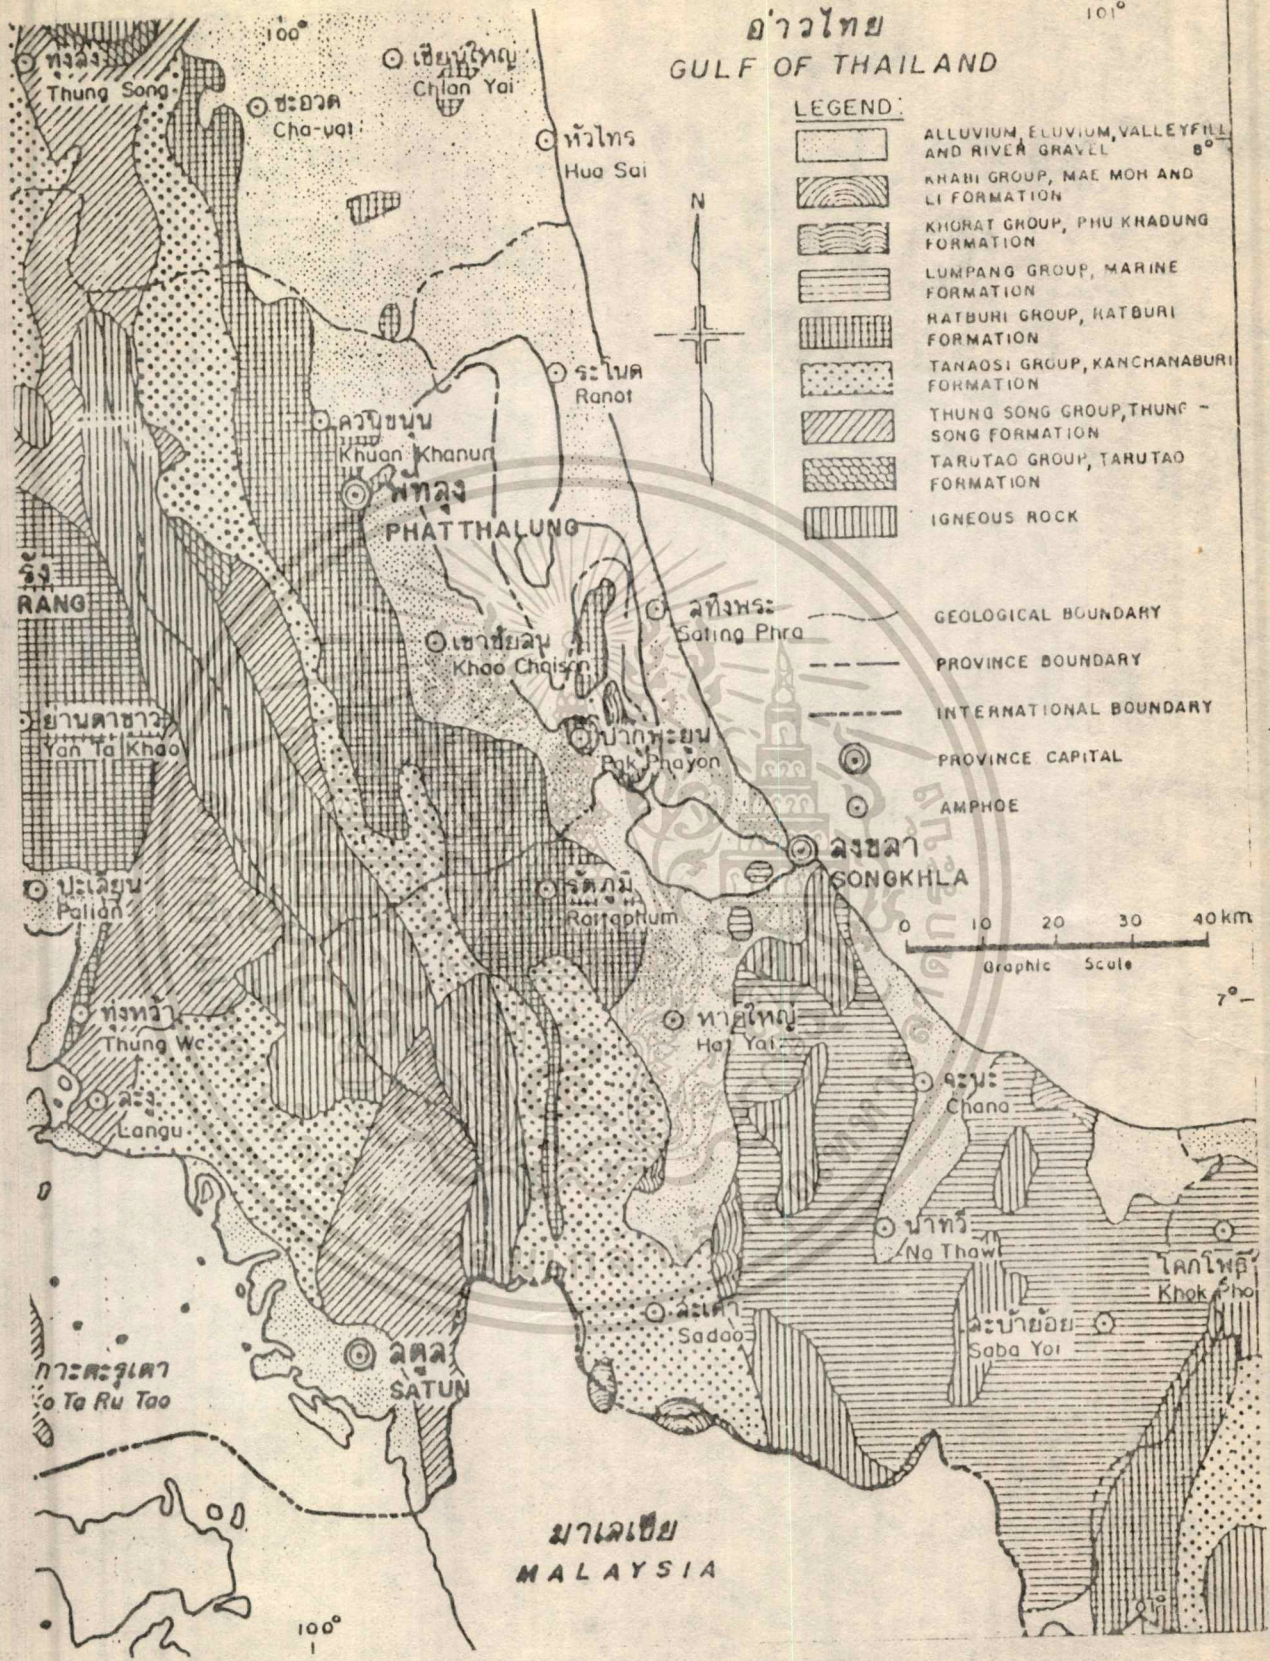 อ่าวไทย
GULF OF THAILAND
100°
101°
ทุ่งสง
Thung Song
ชะอวด
Cha-uat
เชียนใหญ่
Chian Yai
หัวไทร
Hua Sai
LEGEND:
ALLUVIUM, ELUVIUM, VALLEYFILL
AND RIVER GRAVEL
8°
KHABI GROUP, MAE MOH AND
LI FORMATION
KHORAT GROUP, PHU KHADUNG
FORMATION
LUMPANG GROUP, MARINE
FORMATION
RATBURI GROUP, RATBURI
FORMATION
TANAOSI GROUP, KANCHANABURI
FORMATION
THUNG SONG GROUP, THUNG -
SONG FORMATION
TARUTAO GROUP, TARUTAO
FORMATION
IGNEOUS ROCK
GEOLOGICAL BOUNDARY
PROVINCE BOUNDARY
INTERNATIONAL BOUNDARY
PROVINCE CAPITAL
AMPHOE
N
ระโนด
Ranot
ควนขนุน
Khuan Khanun
พัทลุง
PHATTHALUNG
รัง
RANG
สทิงพระ
Sating Phra
เขาชัยสน
Khao Chaison
ย่านตาขาว
Yan Ta Khao
ปากพะยูน
Pak Phayon
สงขลา
SONGKHLA
ปะเลียน
Palian
รัตภูมิ
Rattaphum
0 10 20 30 40 km
Graphic Scale
7°
ทุ่งหว้า
Thung Wa
หาดใหญ่
Hat Yai
ละงู
Langu
จะนะ
Chana
นาทวี
Na Thawi
โคกโพธิ์
Khok Pho
สะเดา
Sadao
สะบ้าย้อย
Saba Yoi
สตูล
SATUN
กาะตะรุเตา
o Ta Ru Tao
มาเลเซีย
MALAYSIA
100°